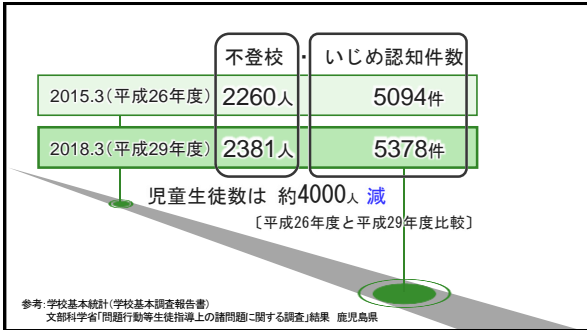 不登校 ・ いじめ認知件数
2015.3(平成26年度) 2260人 5094件
2018.3(平成29年度) 2381人 5378件
児童生徒数は 約4000人 減
〔平成26年度と平成29年度比較〕
参考:学校基本統計(学校基本調査報告書)
文部科学省「問題行動等生徒指導上の諸問題に関する調査」結果 鹿児島県